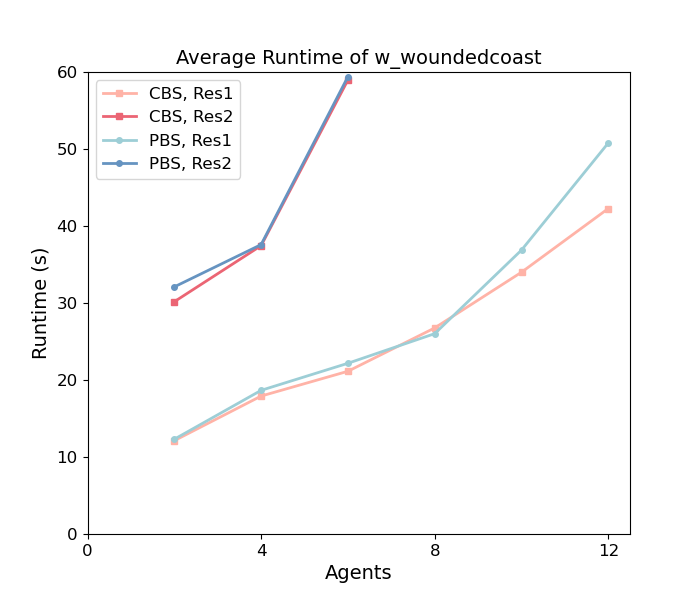 Average Runtime of w_woundedcoast
CBS, Res1
CBS, Res2
PBS, Res1
PBS, Res2
Runtime (s)
60
50
40
30
20
10
0
0 4 8 12
Agents